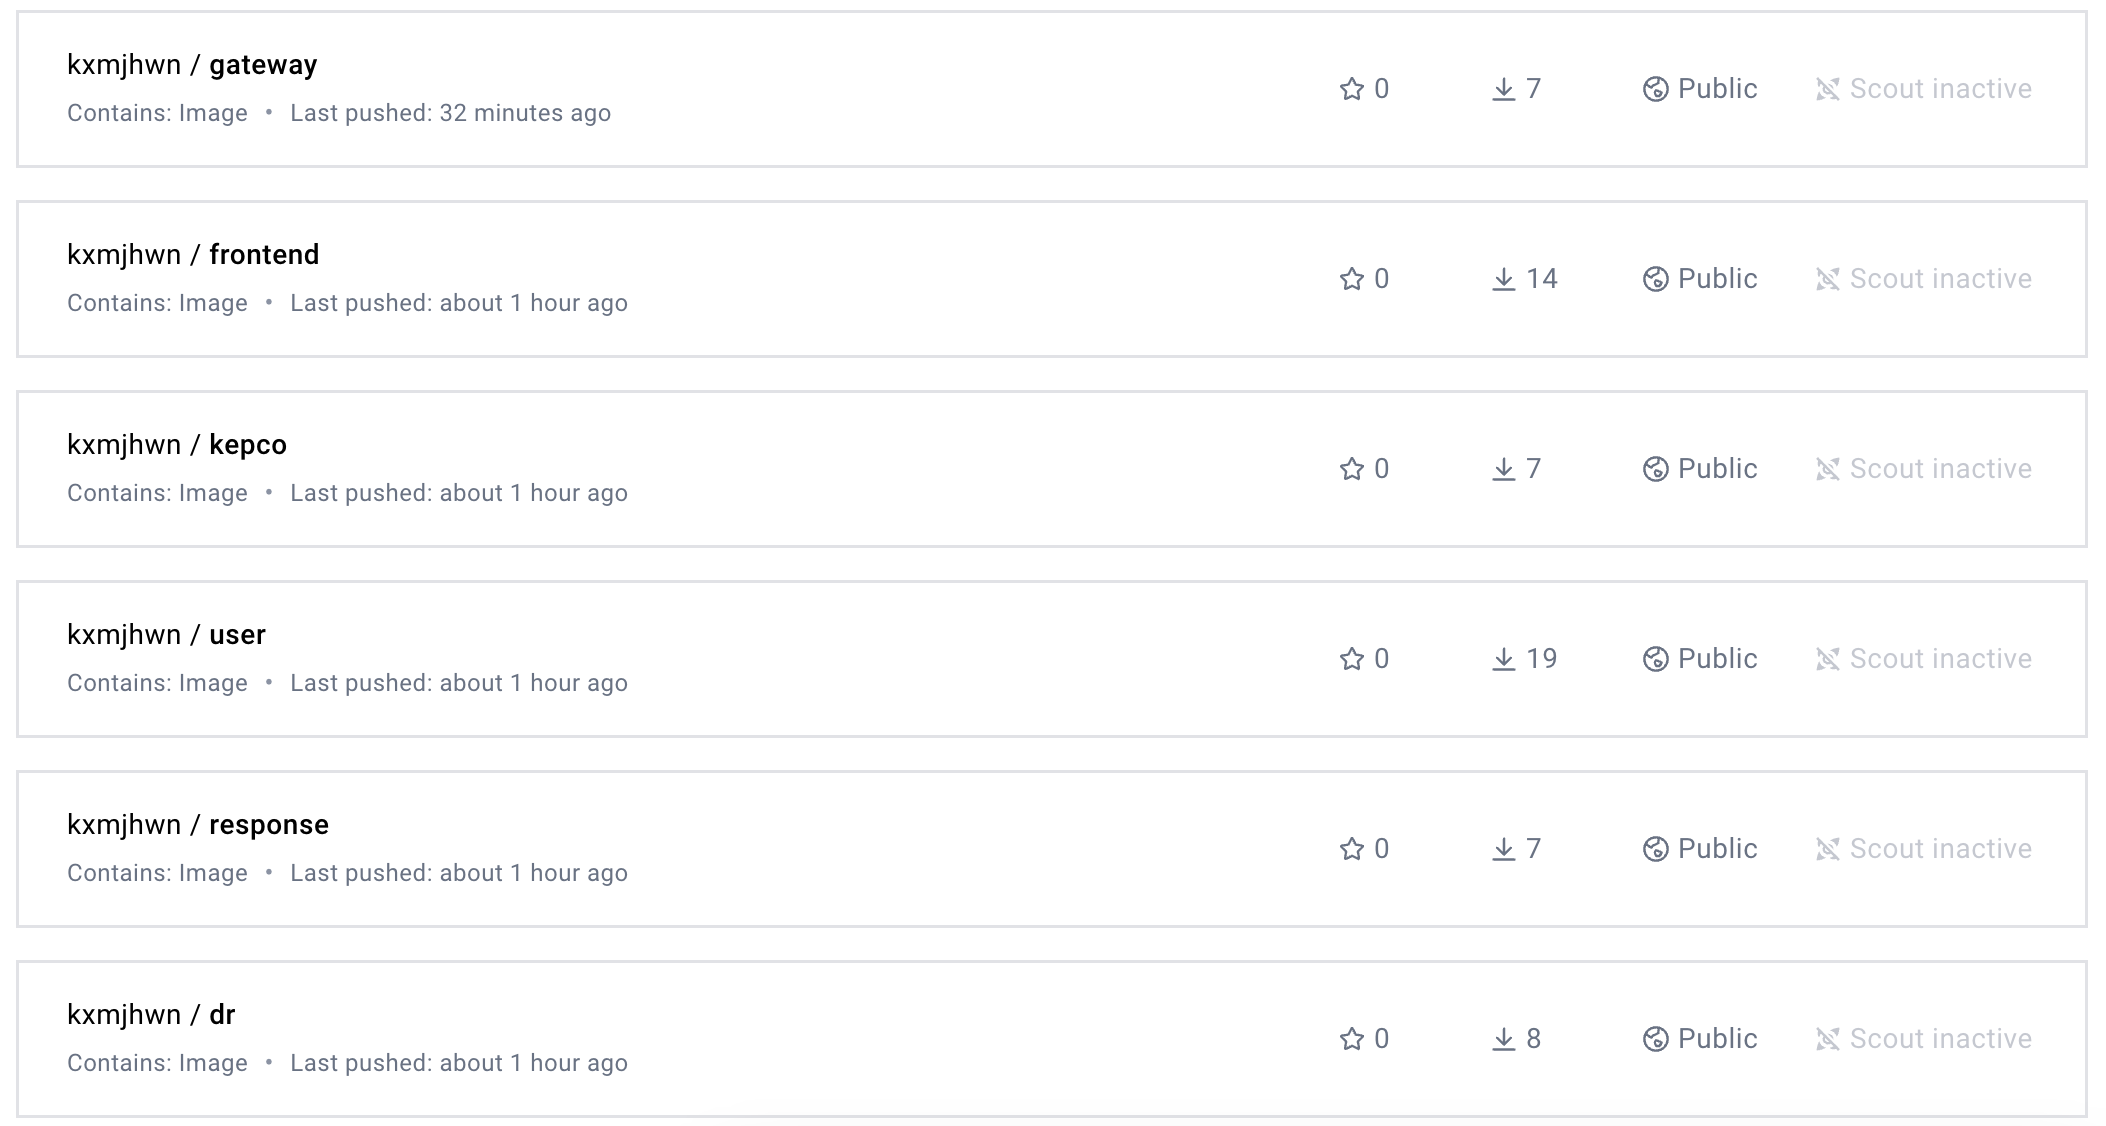 kxmjhwn / gateway
Contains: Image • Last pushed: 32 minutes ago
0
7
Public
Scout inactive
kxmjhwn / frontend
Contains: Image • Last pushed: about 1 hour ago
0
14
Public
Scout inactive
kxmjhwn / kepco
Contains: Image • Last pushed: about 1 hour ago
0
7
Public
Scout inactive
kxmjhwn / user
Contains: Image • Last pushed: about 1 hour ago
0
19
Public
Scout inactive
kxmjhwn / response
Contains: Image • Last pushed: about 1 hour ago
0
7
Public
Scout inactive
kxmjhwn / dr
Contains: Image • Last pushed: about 1 hour ago
0
8
Public
Scout inactive